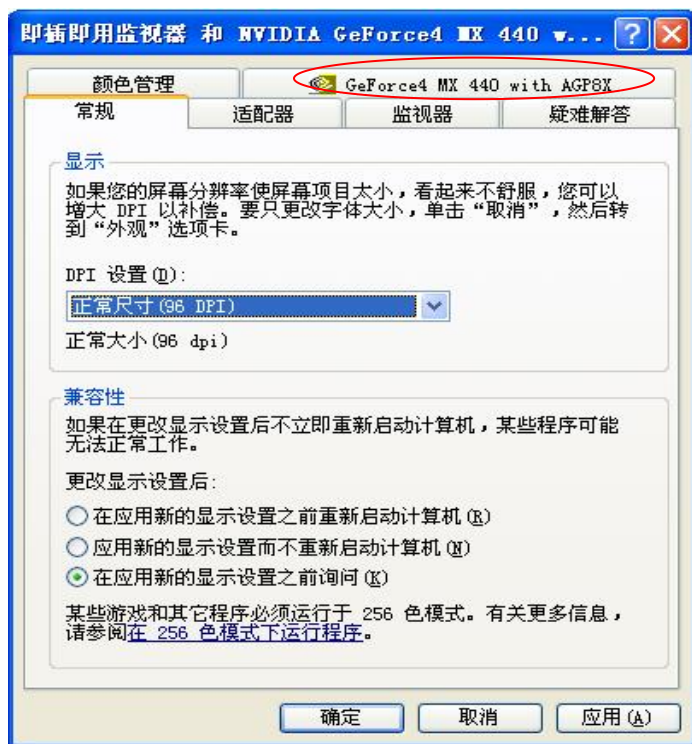 即插即用监视器 和 NVIDIA GeForce4 MX 440 w...
颜色管理
GeForce4 MX 440 with AGP8X
常规
适配器
监视器
疑难解答
显示
如果您的屏幕分辨率使屏幕项目太小，看起来不舒服，您可以
增大 DPI 以补偿。要只更改字体大小，单击“取消”，然后转
到“外观”选项卡。
DPI 设置(D):
正常尺寸(96 DPI)
正常大小(96 dpi)
兼容性
如果在更改显示设置后不立即重新启动计算机，某些程序可能
无法正常工作。
更改显示设置后:
在应用新的显示设置之前重新启动计算机(R)
应用新的显示设置而不重新启动计算机(N)
在应用新的显示设置之前询问(K)
某些游戏和其它程序必须运行于 256 色模式。有关更多信息，
请参阅在 256 色模式下运行程序。
确定
取消
应用(A)